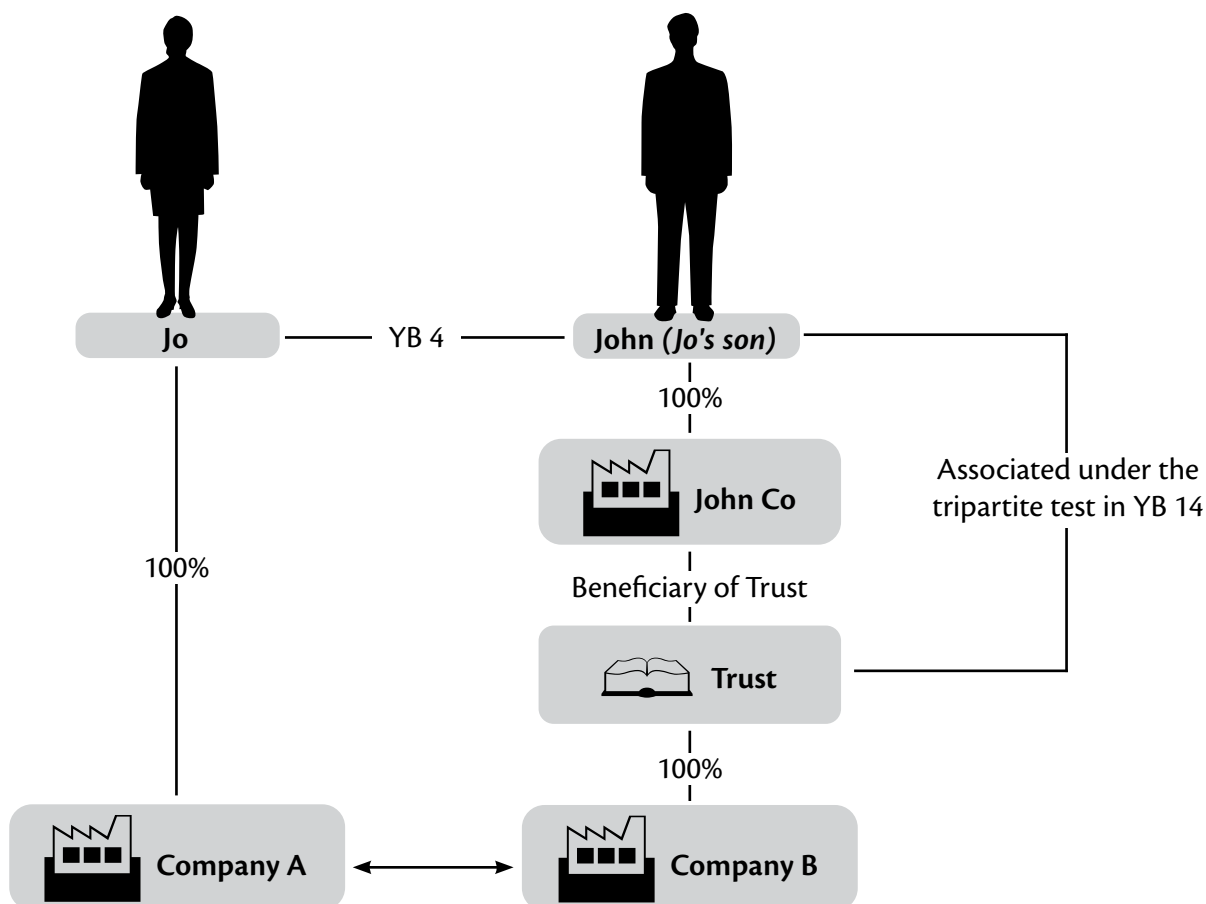 Jo
YB 4
John (Jo's son)
100%
John Co
Associated under the
tripartite test in YB 14
100%
Beneficiary of Trust
Trust
100%
Company A
Company B